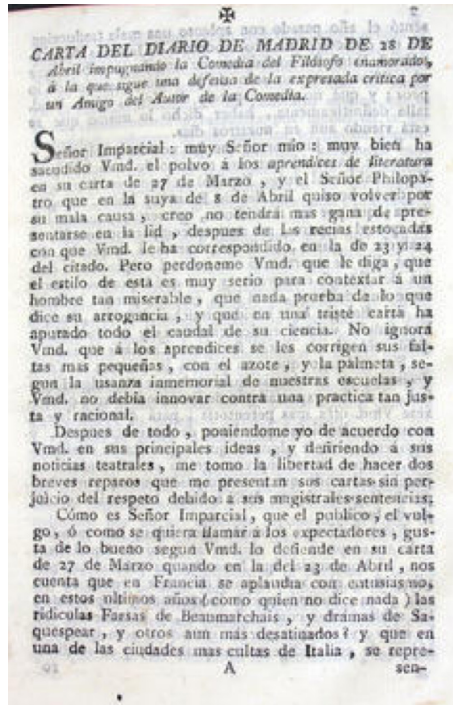 ✠
2
CARTA DEL DIARIO DE MADRID DE 28 DE
Abril impugnando la Comedia del Filósofo enamorado,
á la que sigue una defensa de la expresada crítica por
un Amigo del Autor de la Comedia.
Señor Imparcial: muy Señor mio: muy bien ha
sacudido Vmd. el polvo á los aprendices de literatura
en su carta de 27 de Marzo, y el Señor Philopa-
tro que en la suya de 8 de Abril quiso volver por
su mala causa, creo no tendrá mas gana de pre-
sentarse en la lid, despues de las recias estocadas
con que Vmd. le ha correspondido en la de 23 y 24
del citado. Pero perdoneme Vmd. que le diga, que
el estilo de esta es muy serio para contextar á un
hombre tan miserable, que nada prueba de lo que
dice su arrogancia, y que en una triste carta ha
apurado todo el caudal de su ciencia. No ignora
Vmd. que á los aprendices se les corrigen sus fal-
tas mas pequeñas, con el azote, y la palmeta, se-
gun la usanza inmemorial de nuestras escuelas, y
Vmd. no debia innovar contra una practica tan jus-
ta y racional.
Despues de todo, poniendome yo de acuerdo con
Vmd. en sus principales ideas, y defiriendo á sus
noticias teatrales, me tomo la libertad de hacer dos
breves reparos que me presentan sus cartas sin per-
juicio del respeto debido á sus magistrales sentencias.
Cómo es Señor Imparcial, que el publico, el vul-
go, ó como se quiera llamar á los expectadores, gus-
ta de lo bueno segun Vmd. lo defiende en su carta
de 27 de Marzo quando en la del 23 de Abril, nos
cuenta que en Francia se aplaudia con entusiasmo,
en estos ultimos años (como quien no dice nada) las
ridiculas Farsas de Beaumarchais, y dramas de Sa-
quespear, y otros aun más desatinados? y que en
una de las ciudades mas cultas de Italia, se repre-
A
sen-